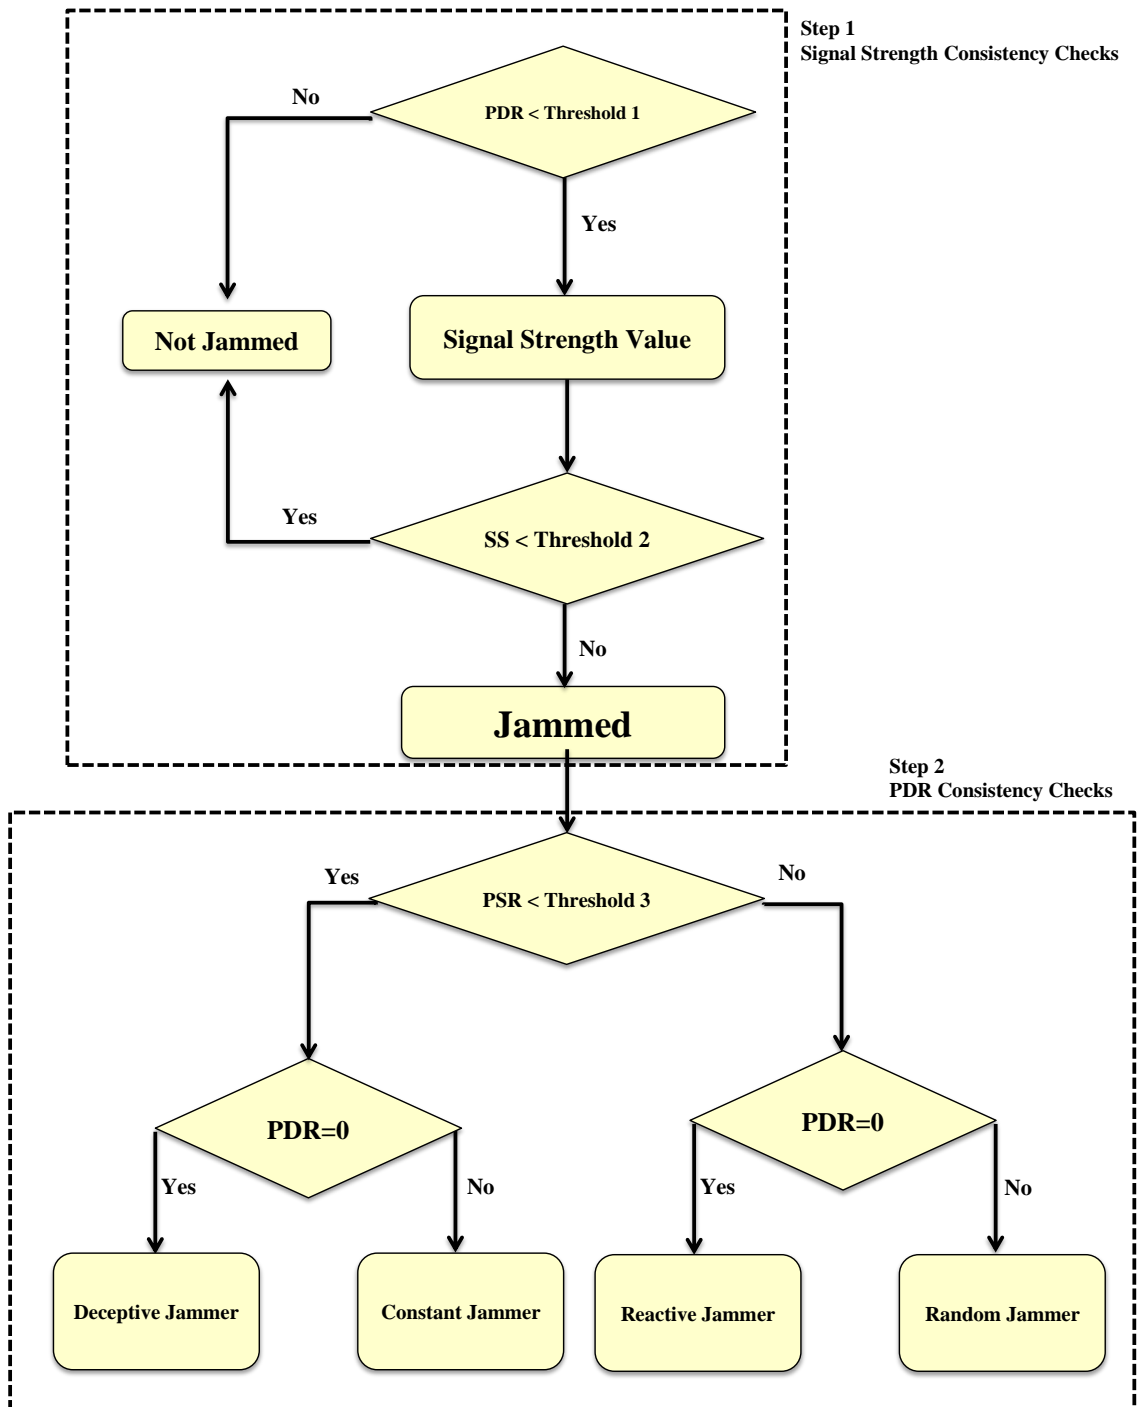 Step 1
Signal Strength Consistency Checks
No
PDR < Threshold 1
Yes
Not Jammed
Signal Strength Value
Yes
SS < Threshold 2
No
Jammed
Step 2
PDR Consistency Checks
Yes
PSR < Threshold 3
No
PDR=0
PDR=0
Yes
No
Yes
No
Deceptive Jammer
Constant Jammer
Reactive Jammer
Random Jammer